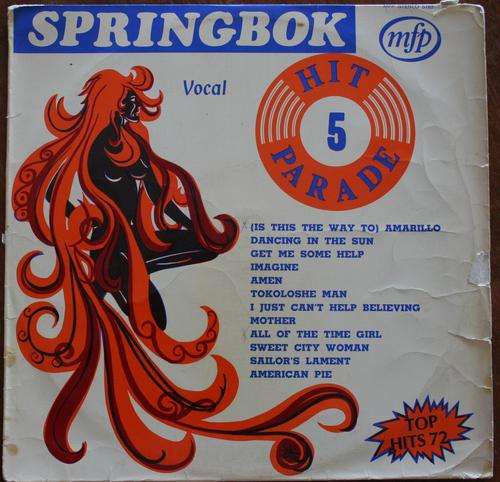 SPRINGBOK
mfp
Vocal
HIT
5
PARADE
(IS THIS THE WAY TO) AMARILLO
DANCING IN THE SUN
GET ME SOME HELP
IMAGINE
AMEN
TOKOLOSHE MAN
I JUST CAN'T HELP BELIEVING
MOTHER
ALL OF THE TIME GIRL
SWEET CITY WOMAN
SAILOR'S LAMENT
AMERICAN PIE
TOP
HITS 72